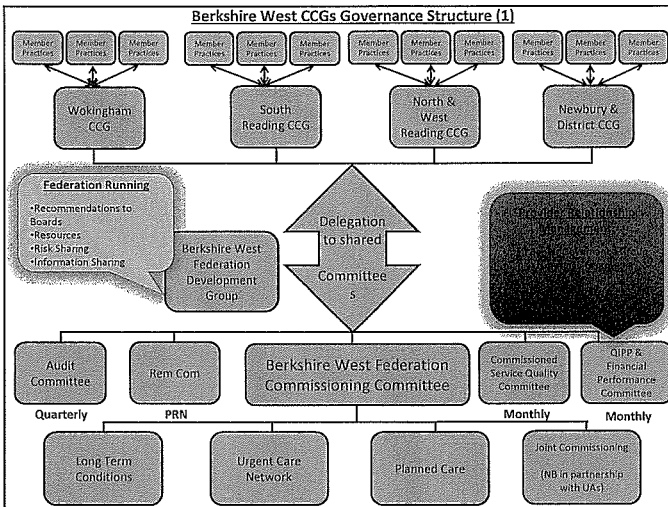 Berkshire West CCGs Governance Structure (1)
Member Practices
Member Practices
Member Practices
Member Practices
Member Practices
Member Practices
Member Practices
Member Practices
Member Practices
Member Practices
Member Practices
Member Practices
Wokingham
CCG
South
Reading CCG
North &
West
Reading CCG
Newbury &
District CCG
Federation Running
•Recommendations to
Boards
•Resources
•Risk Sharing
•Information Sharing
Berkshire West
Federation
Development
Group
Delegation
to shared
Committee
s
Provider Relationship
Audit
Committee
Quarterly
Rem Com
PRN
Berkshire West Federation
Commissioning Committee
Commissioned
Service Quality
Committee
Monthly
QIPP &
Financial
Performance
Committee
Monthly
Long Term
Conditions
Urgent Care
Network
Planned Care
Joint Commissioning
(NB in partnership
with UAs)